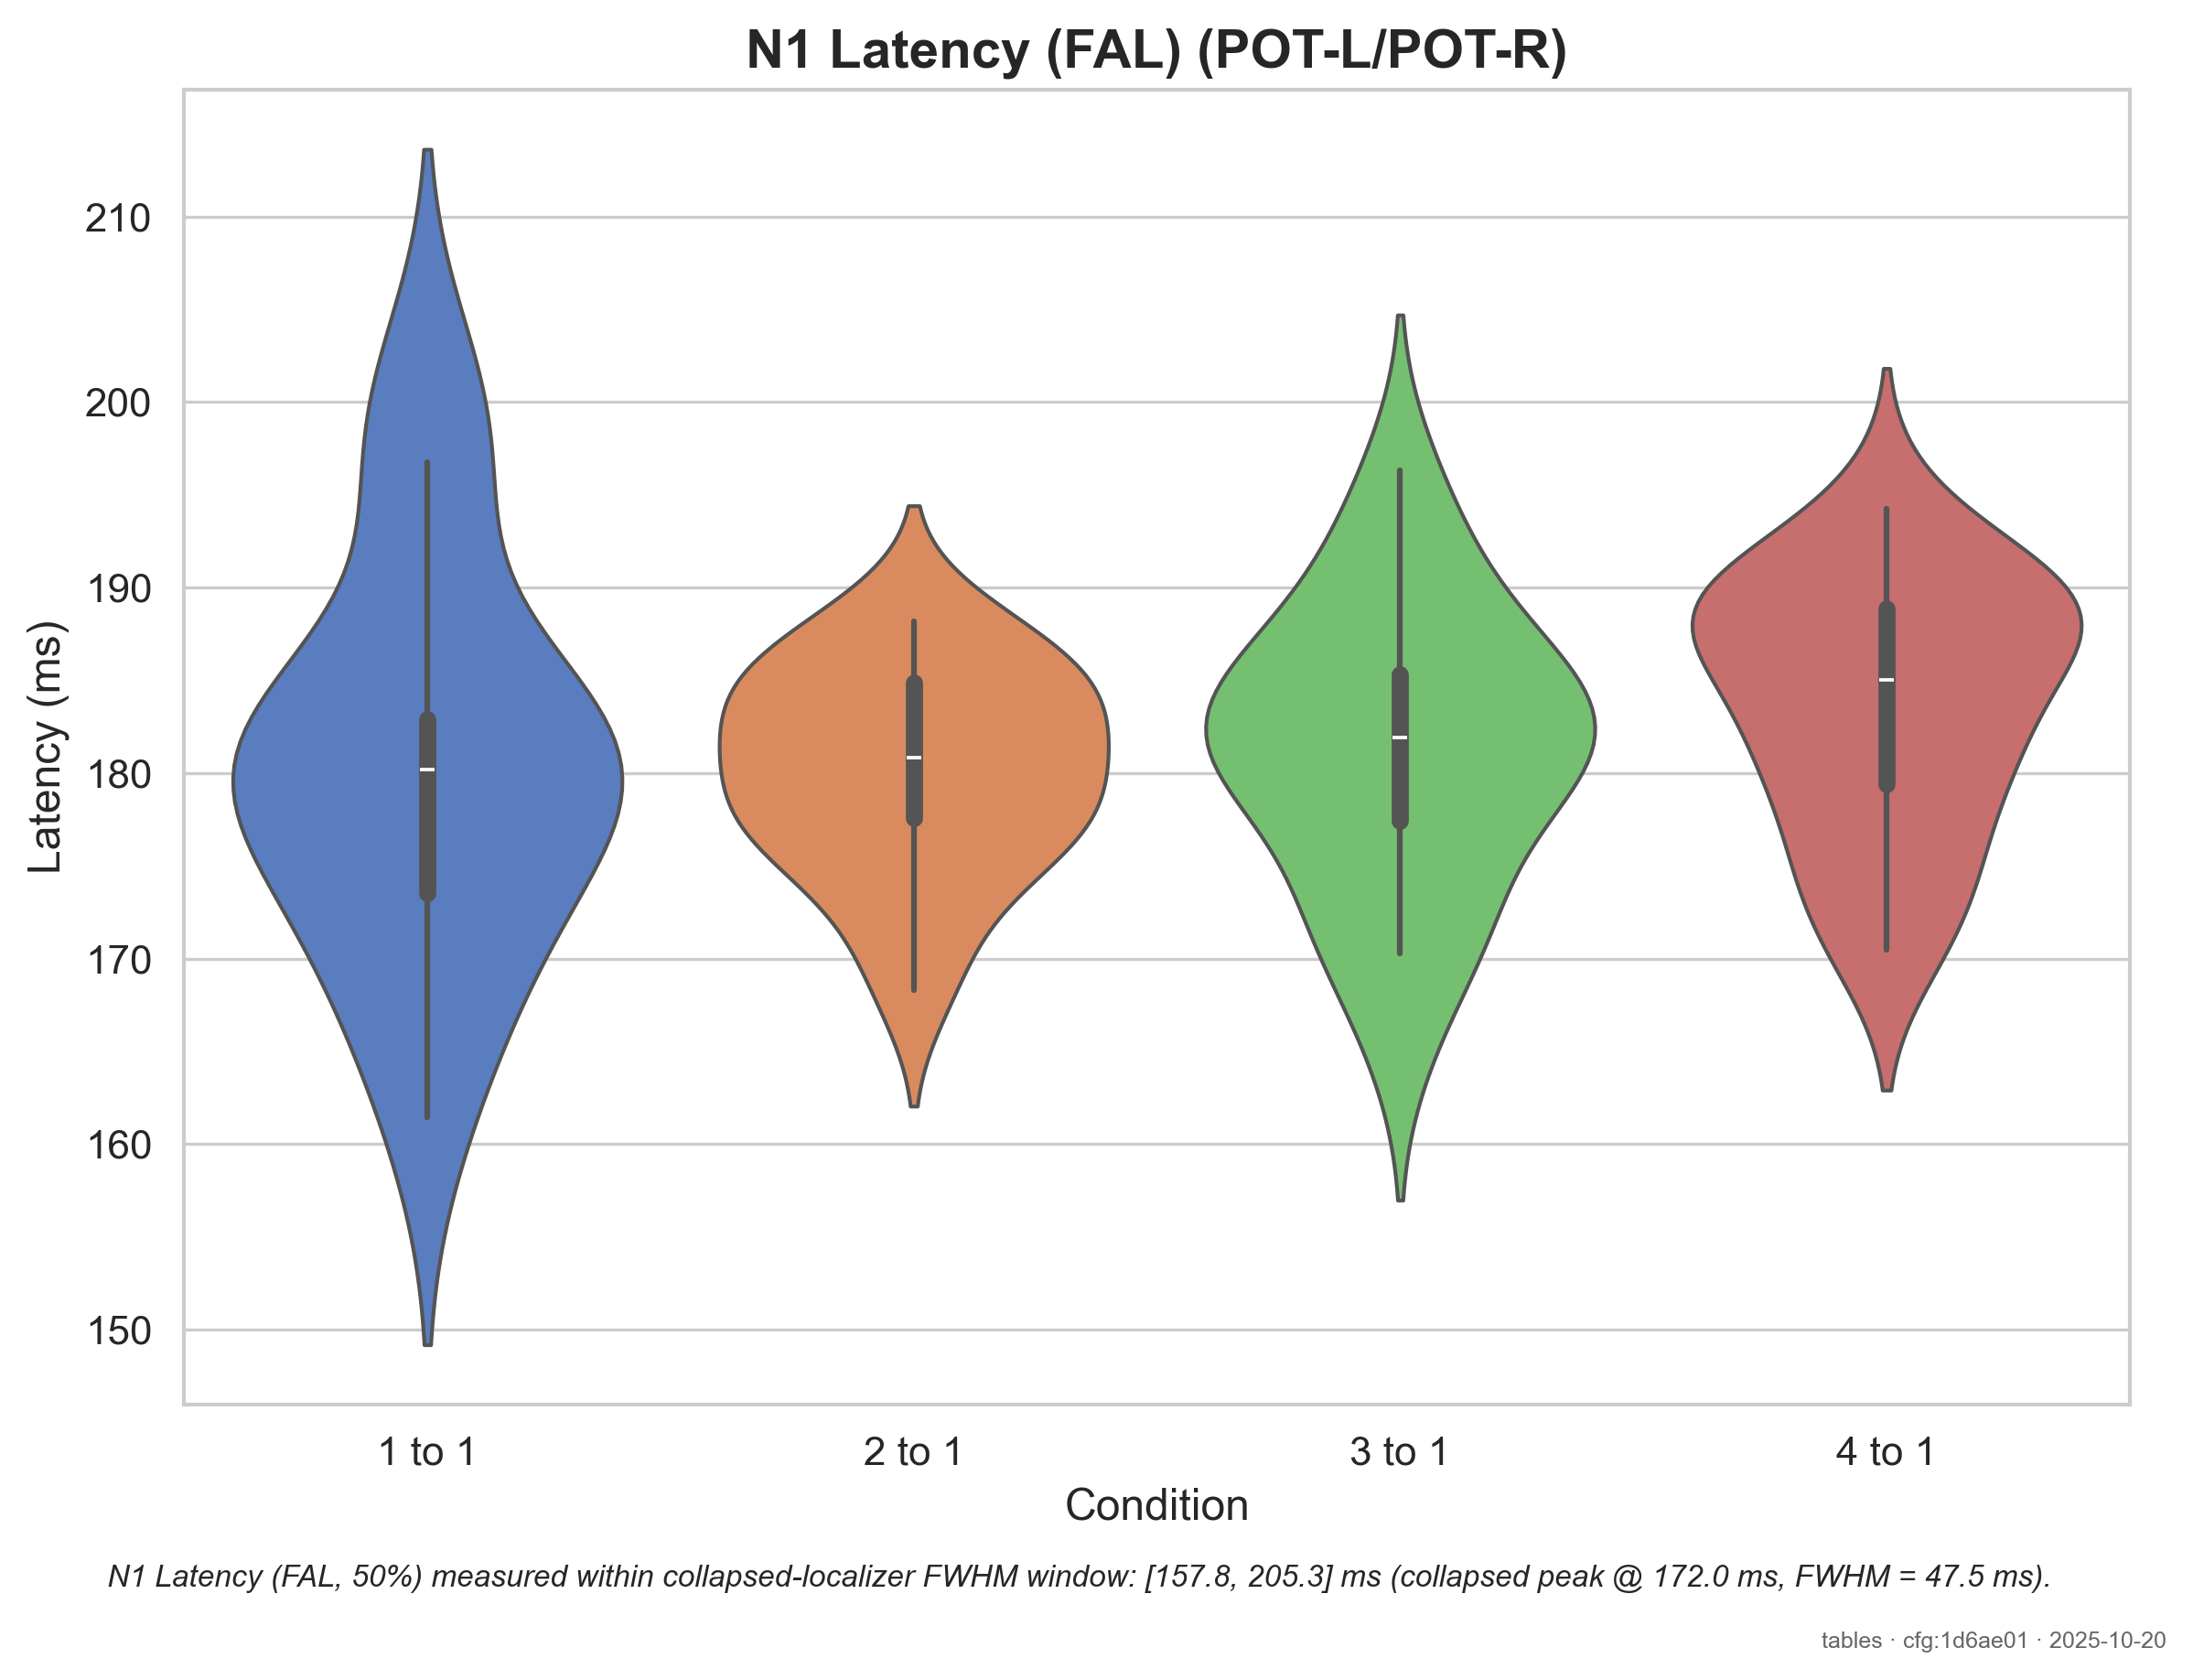 N1 Latency (FAL) (POT-L/POT-R)
Latency (ms)
210
200
190
180
170
160
150
1 to 1
2 to 1
3 to 1
4 to 1
Condition
N1 Latency (FAL, 50%) measured within collapsed-localizer FWHM window: [157.8, 205.3] ms (collapsed peak @ 172.0 ms, FWHM = 47.5 ms).
tables · cfg:1d6ae01 · 2025-10-20